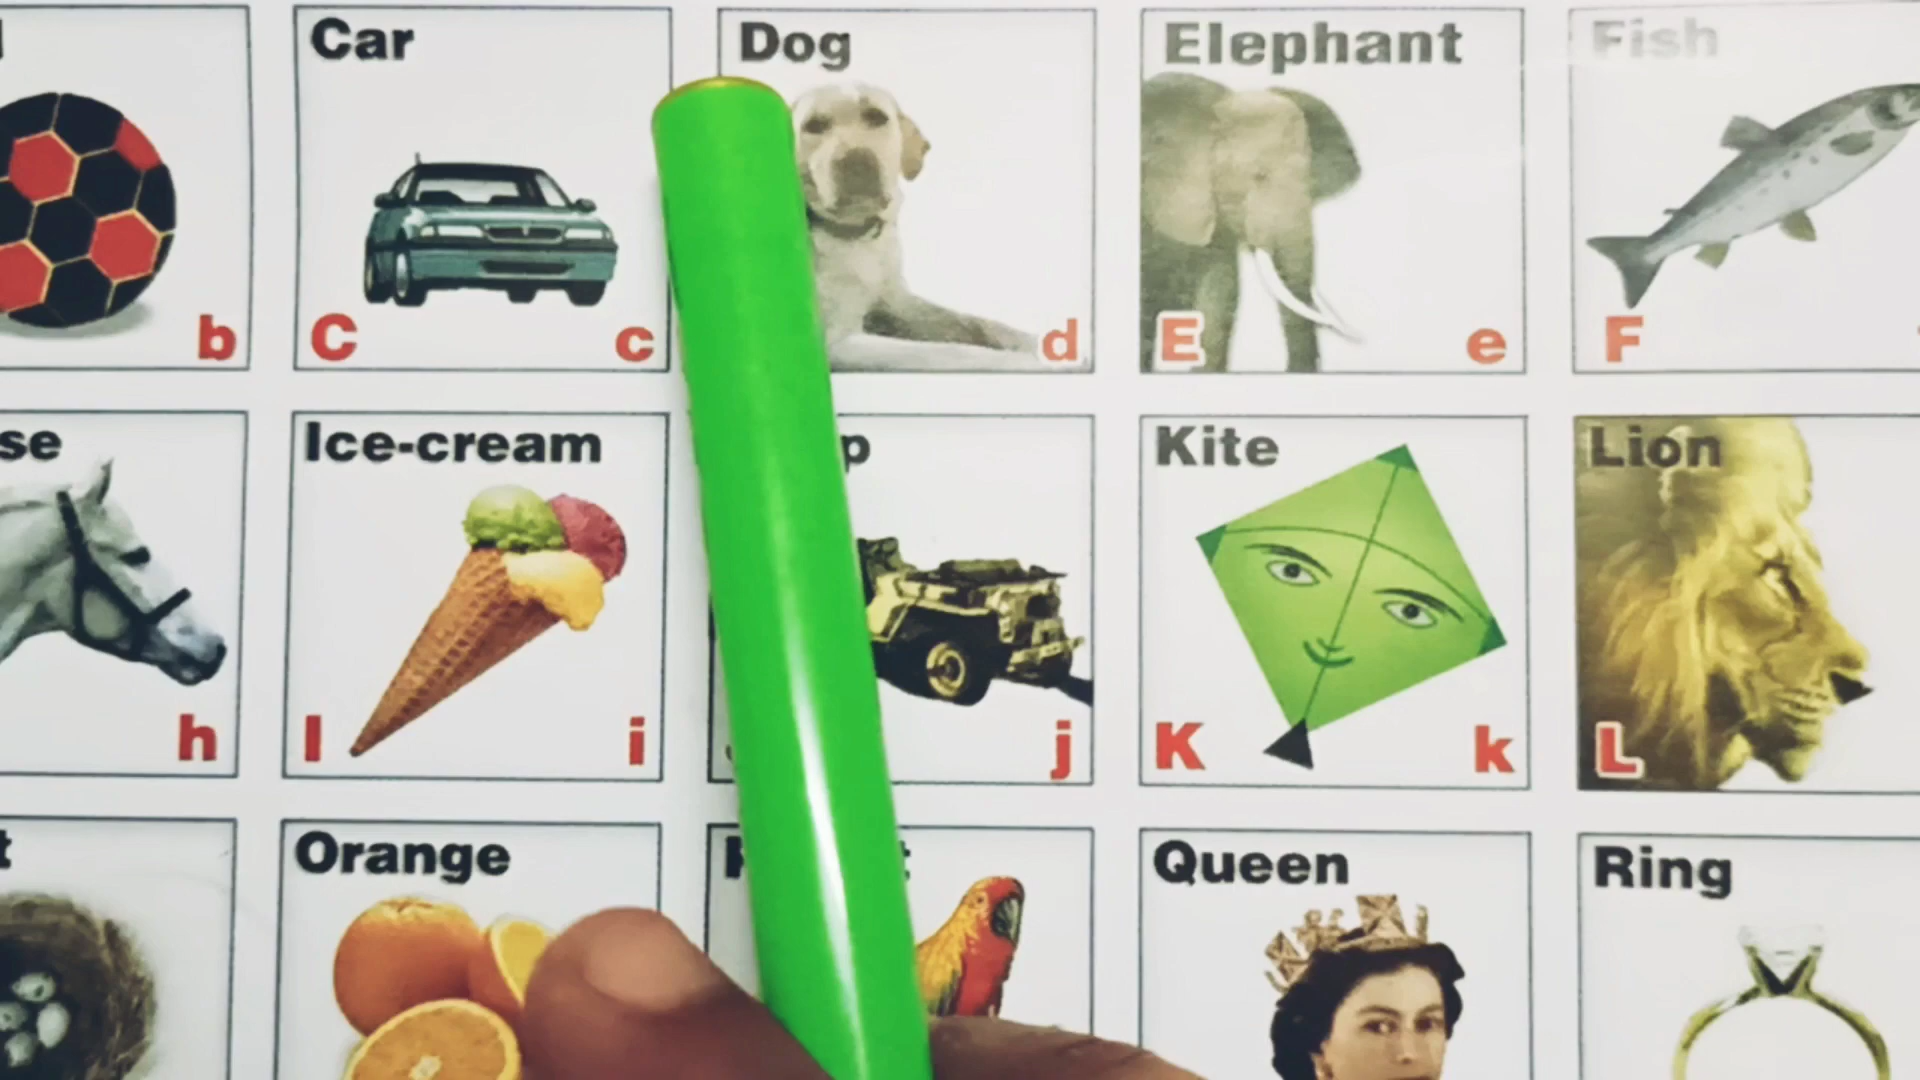 Car
Dog
Elephant
Fish
b
C
c
d
E
e
F
se
Ice-cream
p
Kite
Lion
h
I
i
j
K
k
L
t
Orange
Queen
Ring